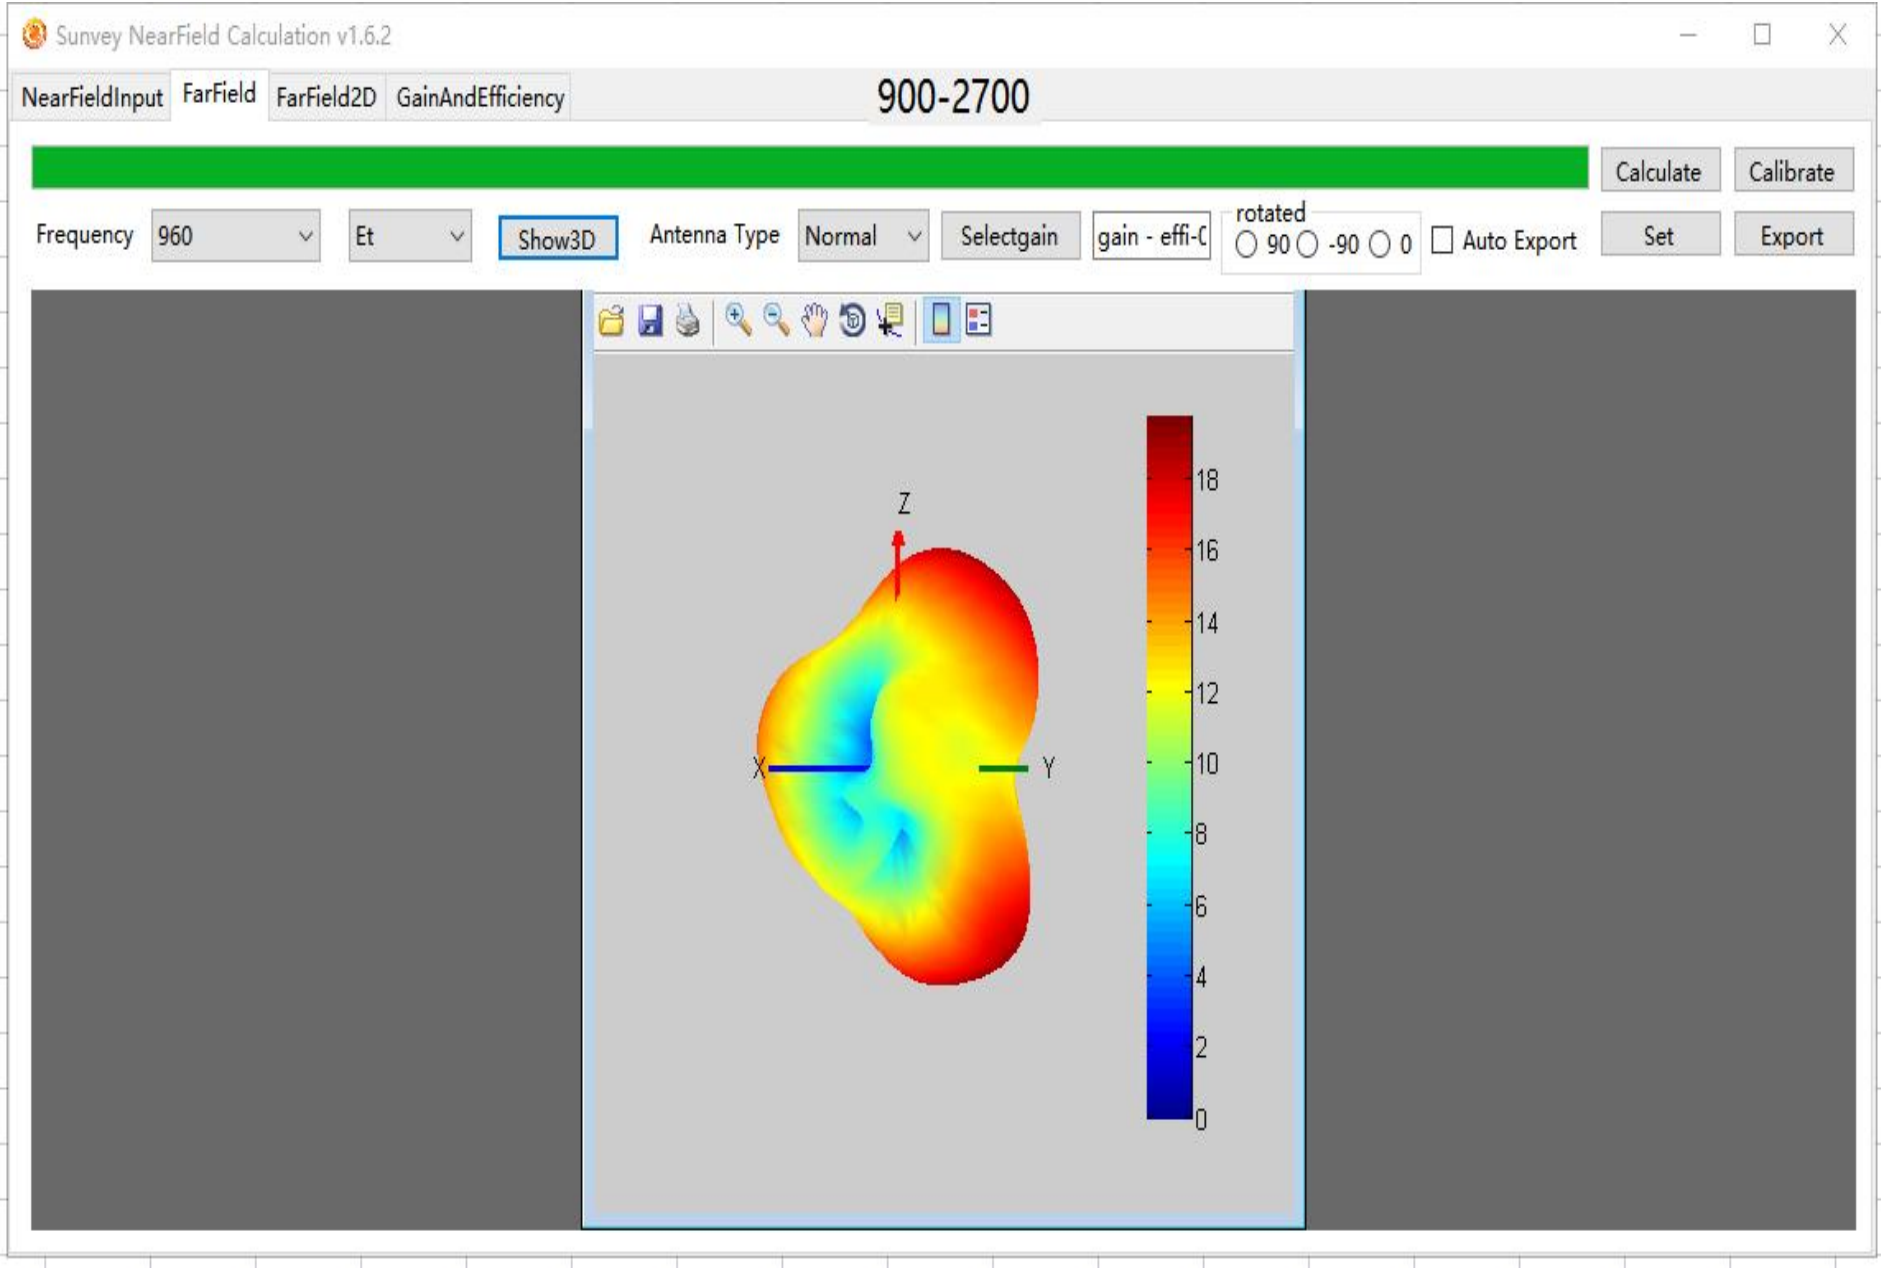 Sunvey NearField Calculation v1.6.2
NearFieldInput FarField FarField2D GainAndEfficiency 900-2700
Calculate Calibrate
Frequency 960 Et Show3D Antenna Type Normal Selectgain gain - effi-C rotated 90 -90 0 Auto Export Set Export
Z
X
Y
18
16
14
12
10
8
6
4
2
0